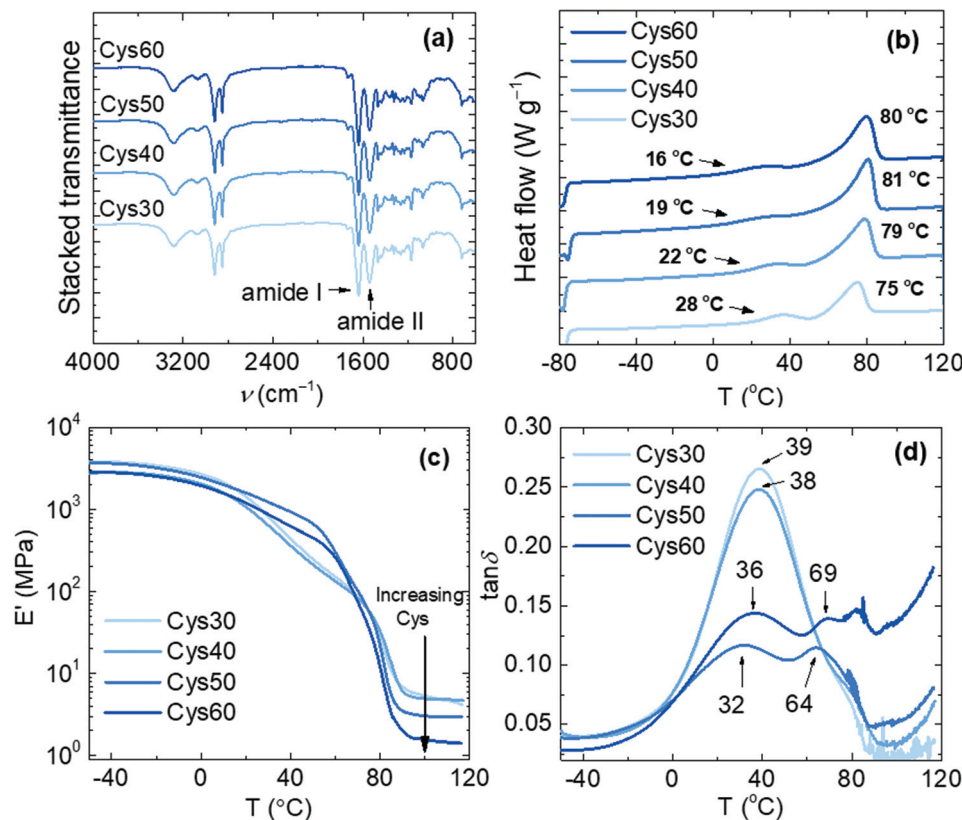 (a)
Stacked transmittance
Cys60
Cys50
Cys40
Cys30
amide I
amide II
4000 3200 2400 1600 800
ν (cm⁻¹)
(b)
Heat flow (W g⁻¹)
Cys60
Cys50
Cys40
Cys30
80 °C
16 °C
81 °C
19 °C
79 °C
22 °C
75 °C
28 °C
-80 -40 0 40 80 120
T (°C)
(c)
E' (MPa)
10⁴
10³
10²
10¹
10⁰
Increasing
Cys
Cys30
Cys40
Cys50
Cys60
-40 0 40 80 120
T (°C)
(d)
tanδ
0.30
0.25
0.20
0.15
0.10
0.05
Cys30
Cys40
Cys50
Cys60
39
38
36
69
32
64
-40 0 40 80 120
T (°C)